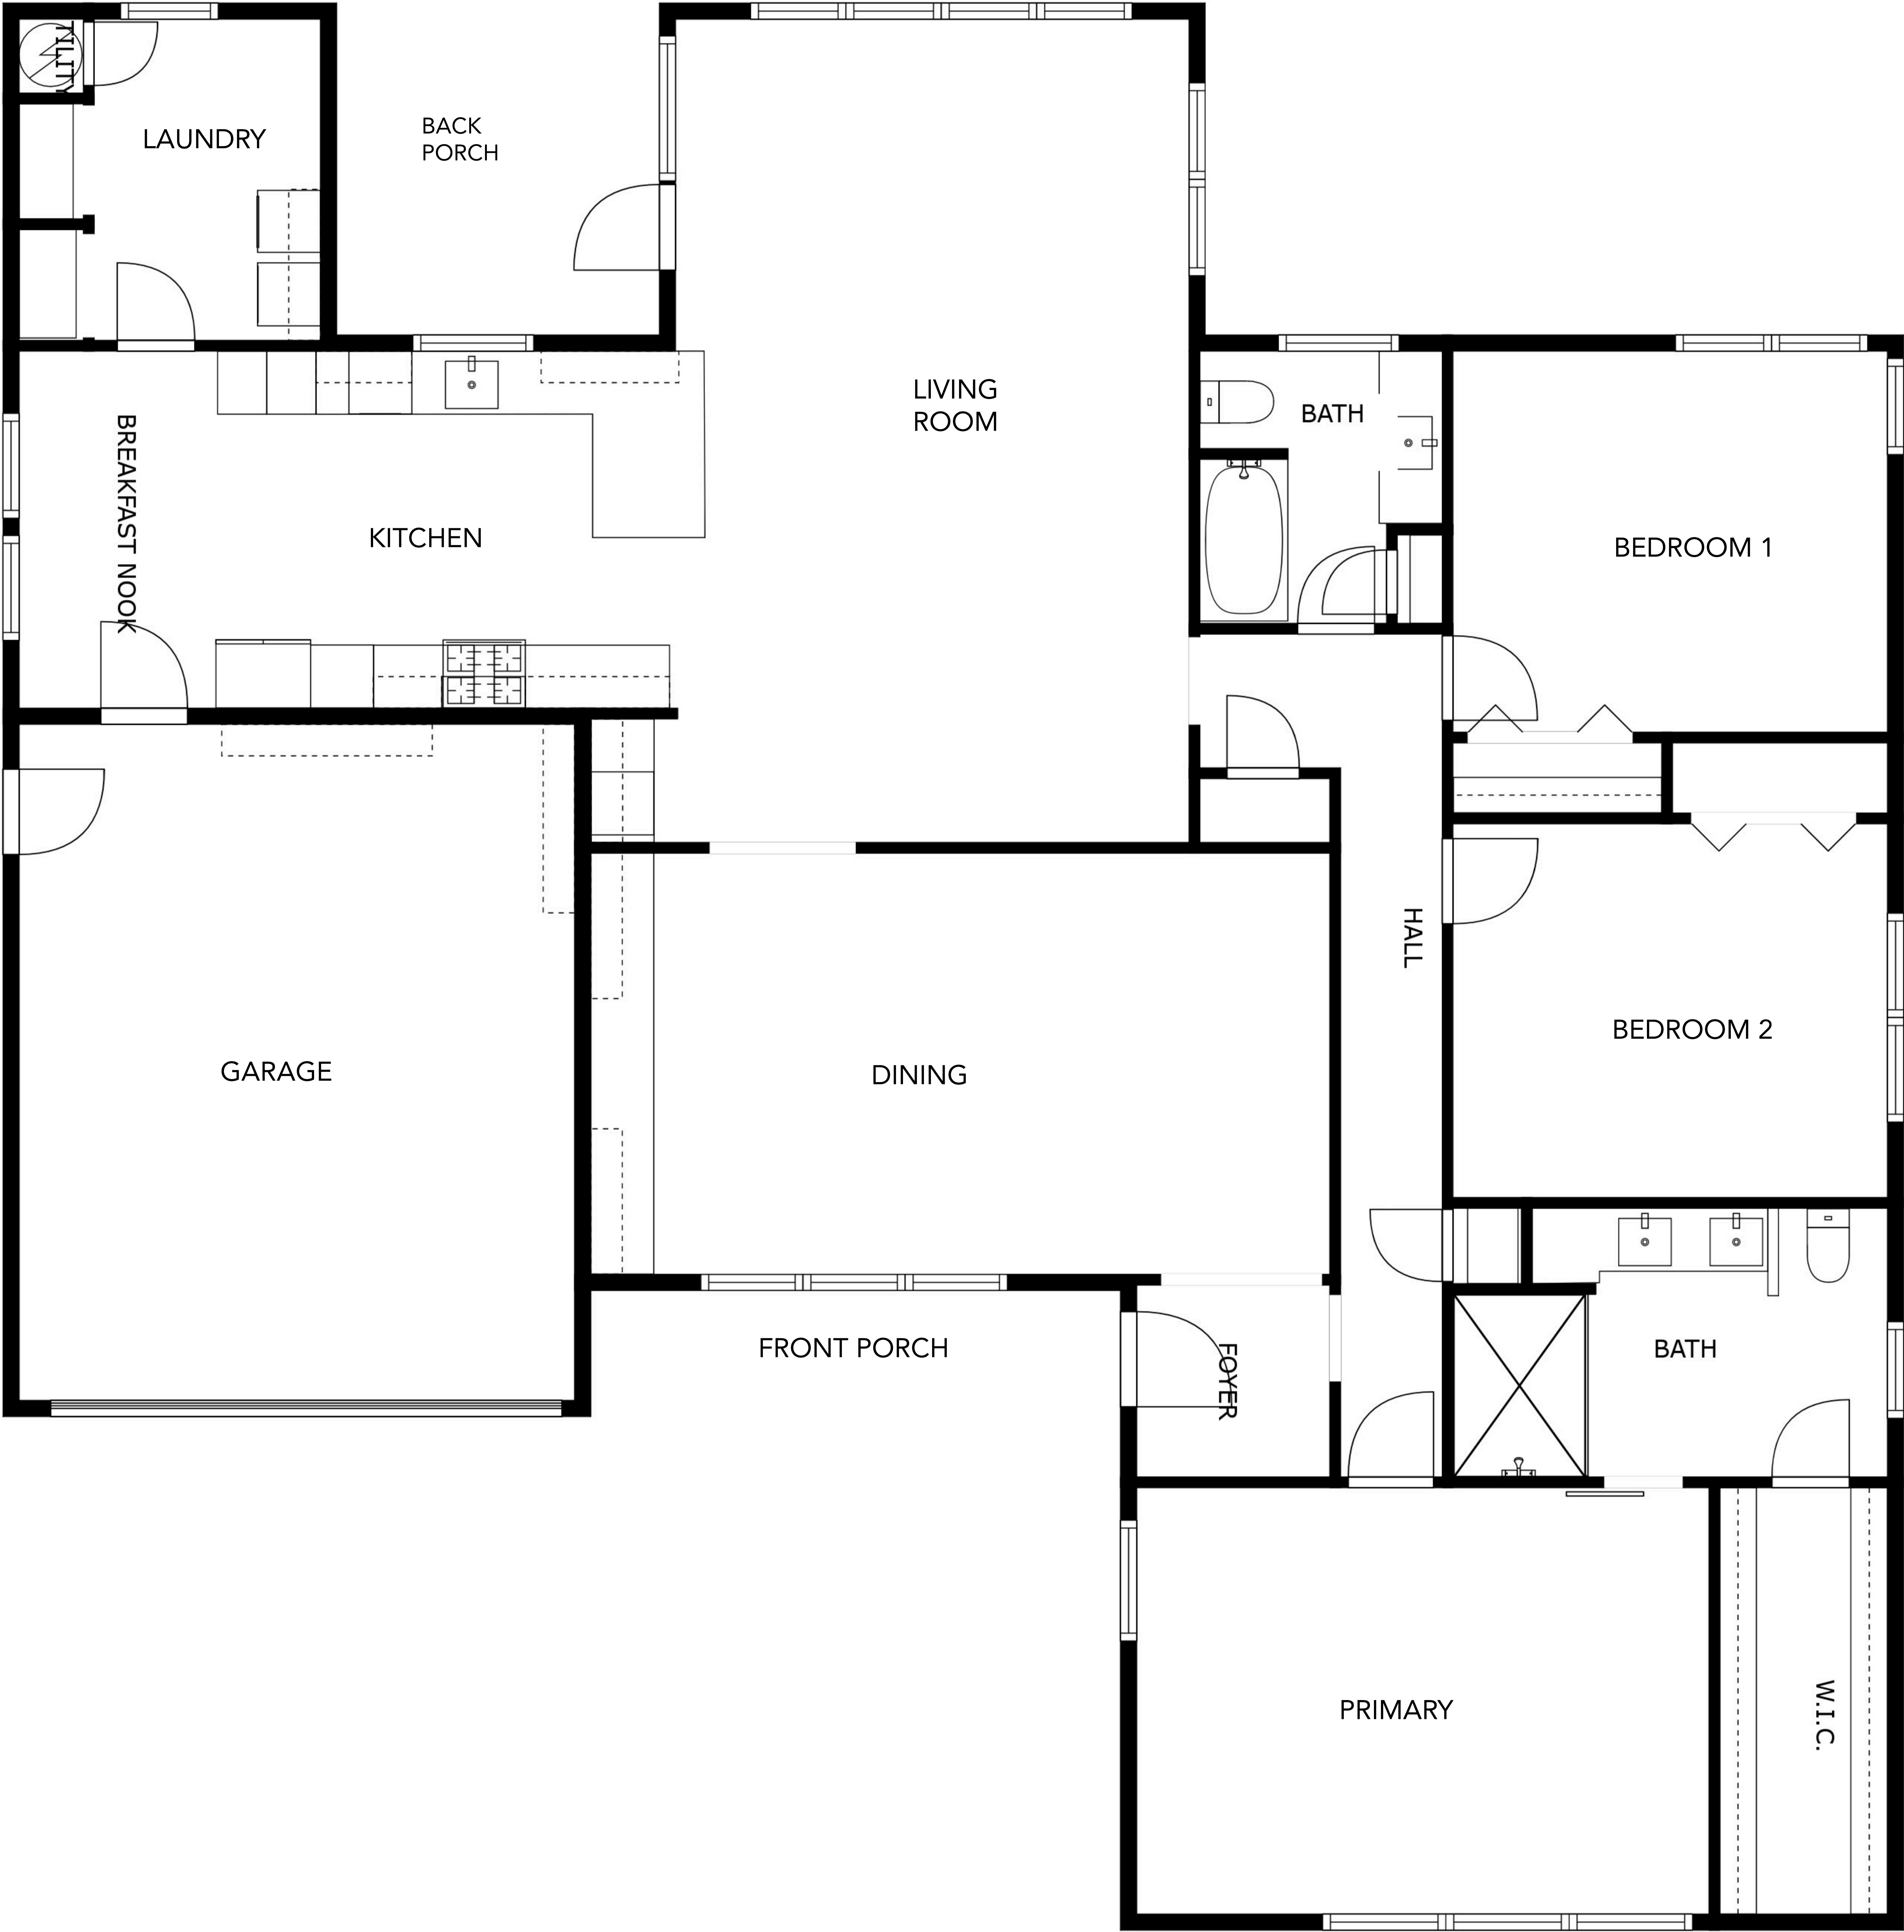 TILITY
LAUNDRY
BACK
PORCH
LIVING
ROOM
BATH
BREAKFAST NOOK
KITCHEN
BEDROOM 1
HALL
BEDROOM 2
GARAGE
DINING
FRONT PORCH
FOYER
BATH
PRIMARY
W.I.C.